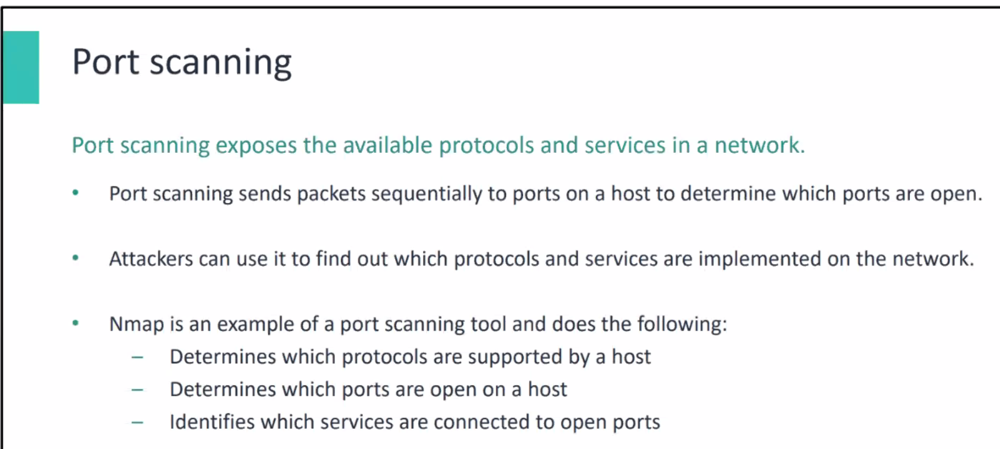 Port scanning
Port scanning exposes the available protocols and services in a network.
• Port scanning sends packets sequentially to ports on a host to determine which ports are open.
• Attackers can use it to find out which protocols and services are implemented on the network.
• Nmap is an example of a port scanning tool and does the following:
– Determines which protocols are supported by a host
– Determines which ports are open on a host
– Identifies which services are connected to open ports